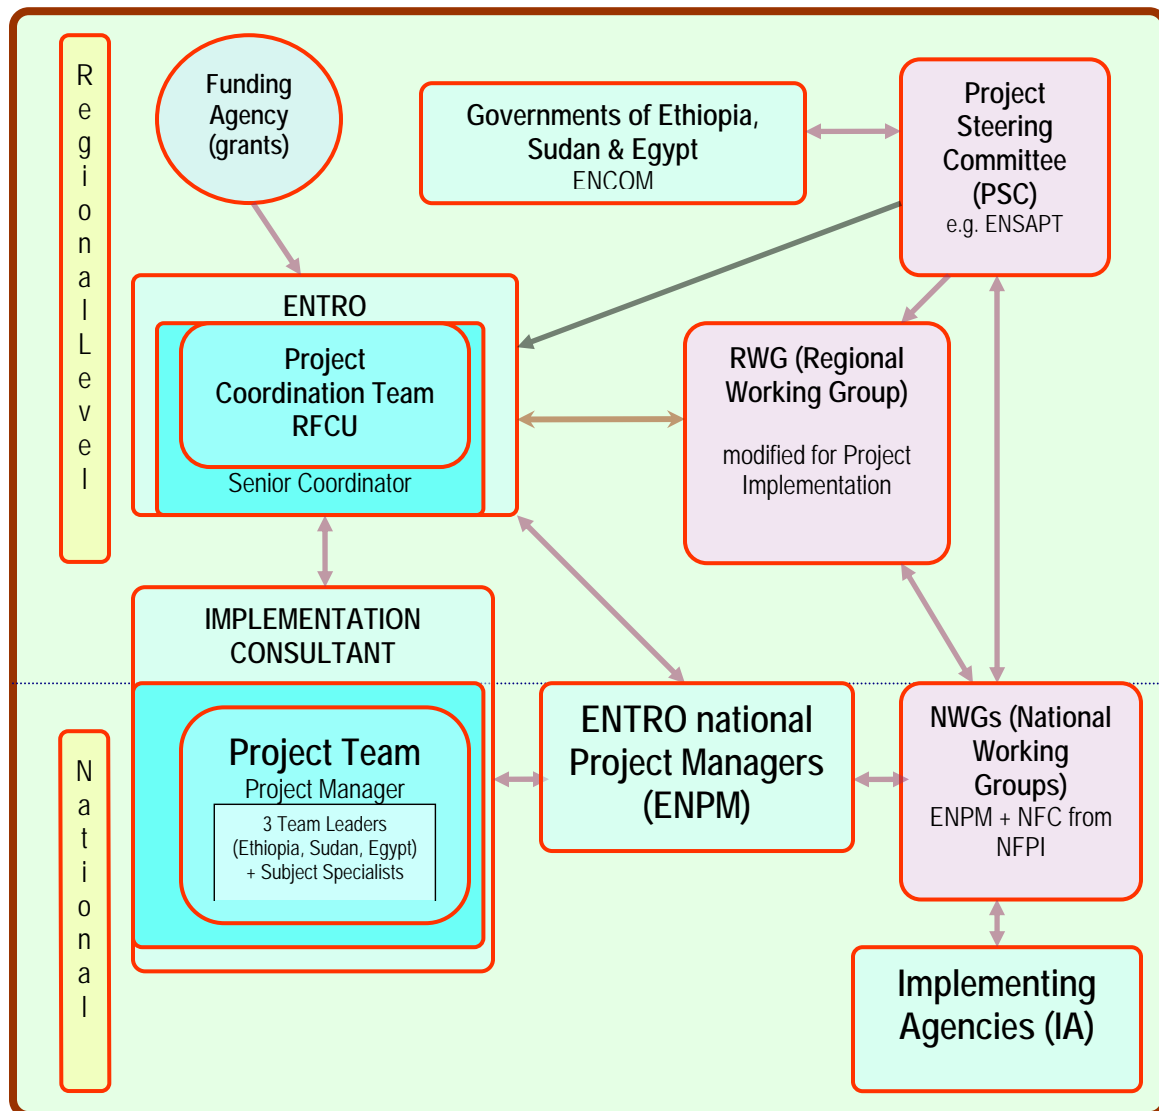 Regional Level
Funding
Agency
(grants)
Governments of Ethiopia,
Sudan & Egypt
ENCOM
Project
Steering
Committee
(PSC)
e.g. ENSAPT
ENTRO
Project
Coordination Team
RFCU
Senior Coordinator
RWG (Regional
Working Group)
modified for Project
Implementation
IMPLEMENTATION
CONSULTANT
National
Project Team
Project Manager
3 Team Leaders
(Ethiopia, Sudan, Egypt)
+ Subject Specialists
ENTRO national
Project Managers
(ENPM)
NWGs (National
Working
Groups)
ENPM + NFC from
NFPI
Implementing
Agencies (IA)